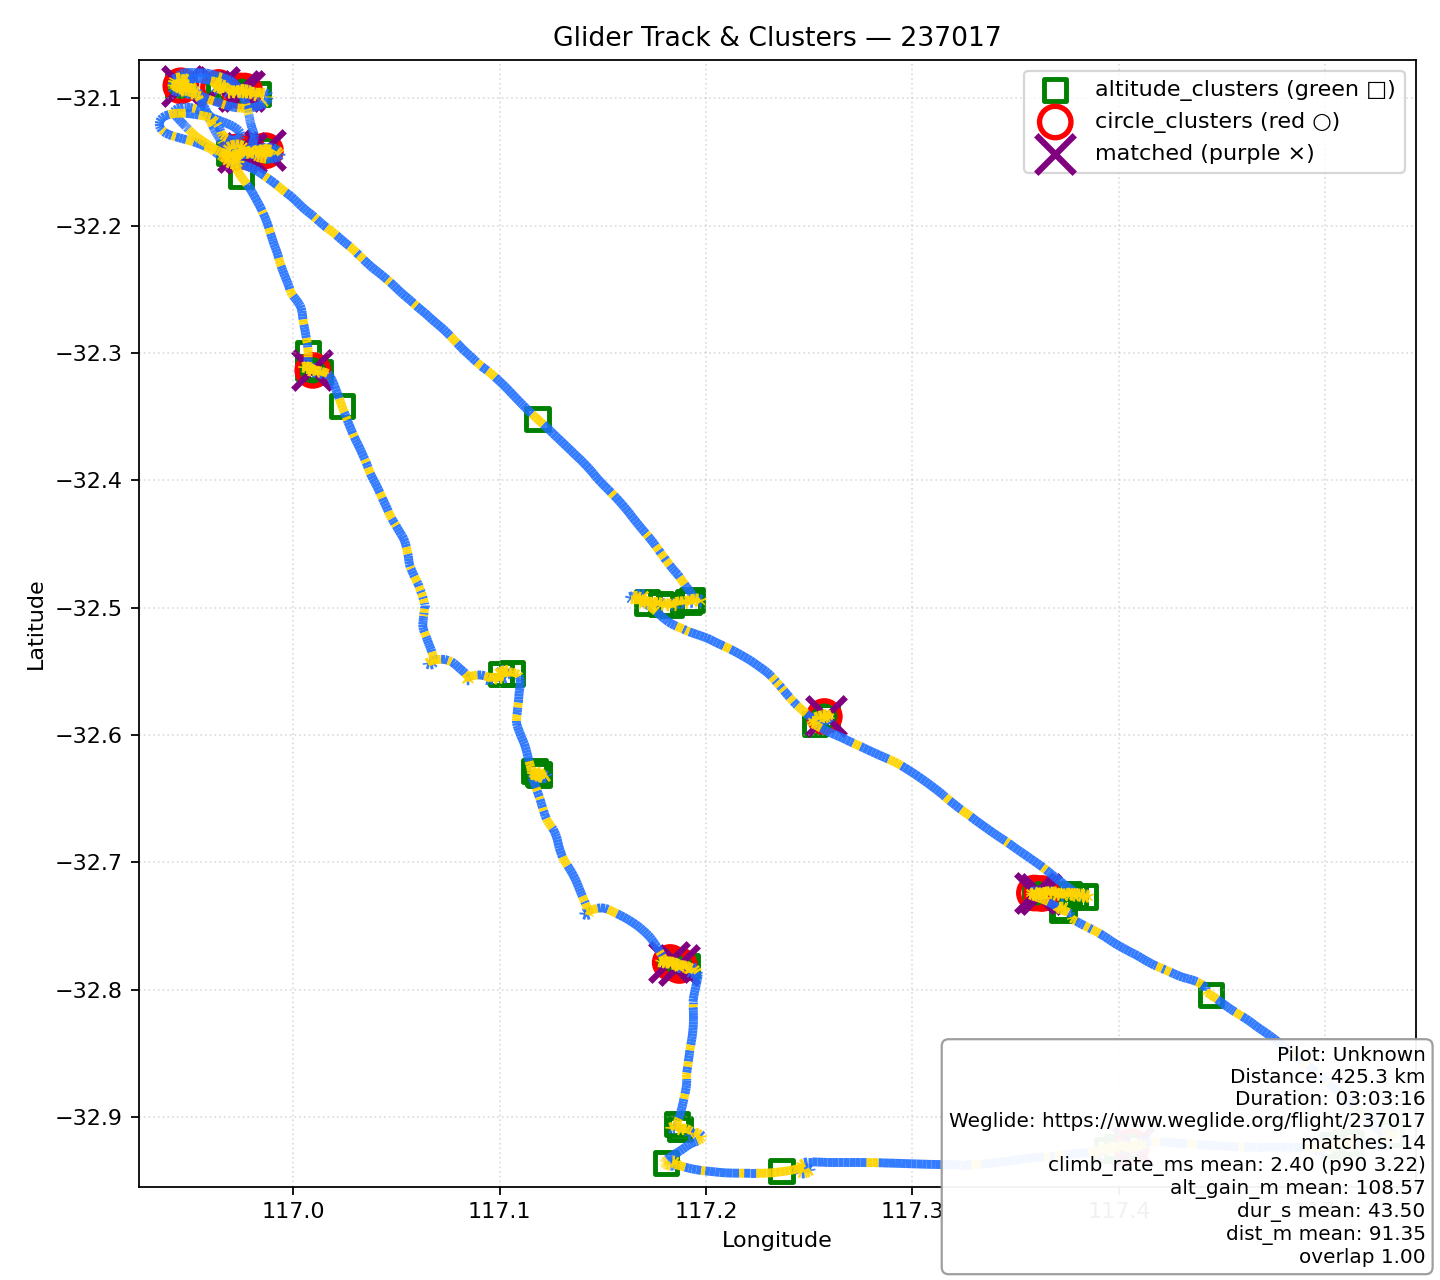 Glider Track & Clusters — 237017
altitude_clusters (green □)
circle_clusters (red ○)
matched (purple ×)
Latitude
−32.1
−32.2
−32.3
−32.4
−32.5
−32.6
−32.7
−32.8
−32.9
117.0
117.1
117.2
117.3
117.4
Longitude
Pilot: Unknown
Distance: 425.3 km
Duration: 03:03:16
Weglide: https://www.weglide.org/flight/237017
matches: 14
climb_rate_ms mean: 2.40 (p90 3.22)
alt_gain_m mean: 108.57
dur_s mean: 43.50
dist_m mean: 91.35
overlap 1.00